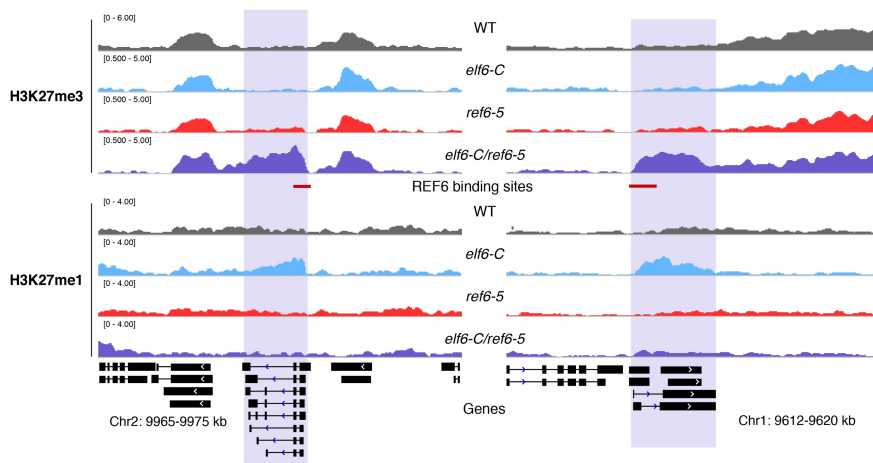 [0 - 6.00]
WT
[0.500 - 5.00]
elf6-C
H3K27me3
[0.500 - 5.00]
ref6-5
[0.500 - 5.00]
elf6-C/ref6-5
REF6 binding sites
[0 - 4.00]
WT
[0 - 4.00]
elf6-C
H3K27me1
[0 - 4.00]
ref6-5
[0 - 4.00]
elf6-C/ref6-5
Genes
Chr2: 9965-9975 kb
Chr1: 9612-9620 kb